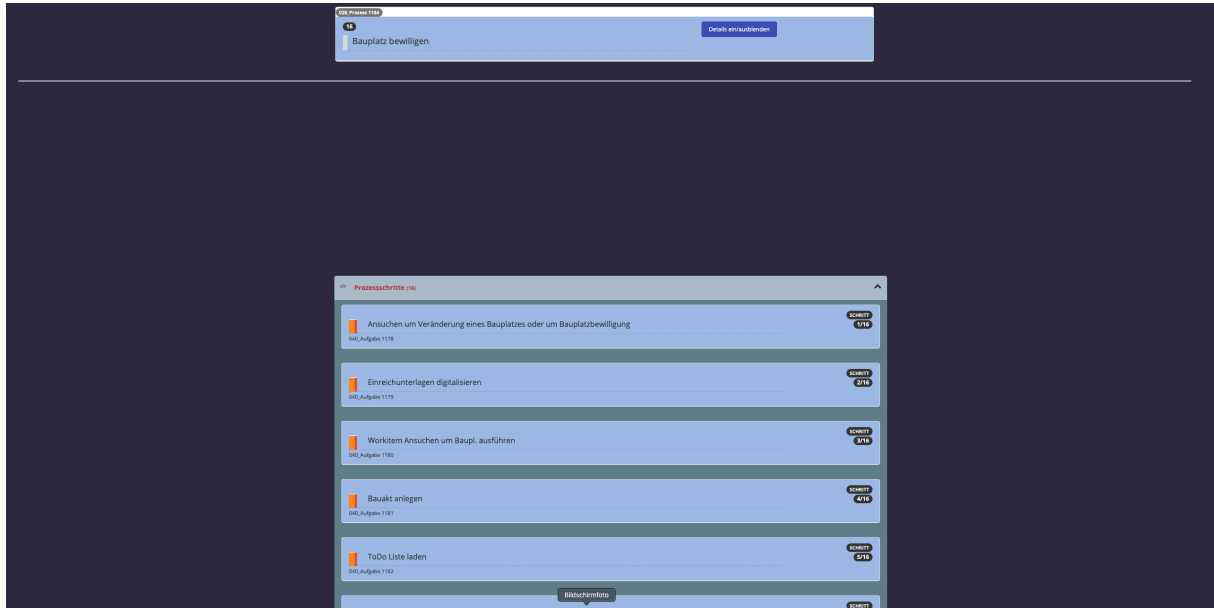 030_Prozess 1104
16
Bauplatz bewilligen
Details ein/ausblenden
</> Prozessschritte (16)
SCHRITT
1/16
Ansuchen um Veränderung eines Bauplatzes oder um Bauplatzbewilligung
040_Aufgabe 1178
SCHRITT
2/16
Einreichunterlagen digitalisieren
040_Aufgabe 1179
SCHRITT
3/16
Workitem Ansuchen um Baupl. ausführen
040_Aufgabe 1180
SCHRITT
4/16
Bauakt anlegen
040_Aufgabe 1181
SCHRITT
5/16
ToDo Liste laden
040_Aufgabe 1182
Bildschirmfoto
SCHRITT